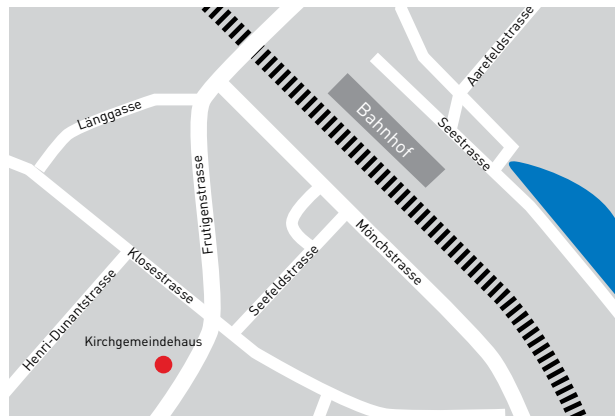 Aarefeldstrasse
Länggasse
Bahnhof
Seestrasse
Frutigenstrasse
Mönchstrasse
Klosestrasse
Seefeldstrasse
Henri-Dunantstrasse
Kirchgemeindehaus